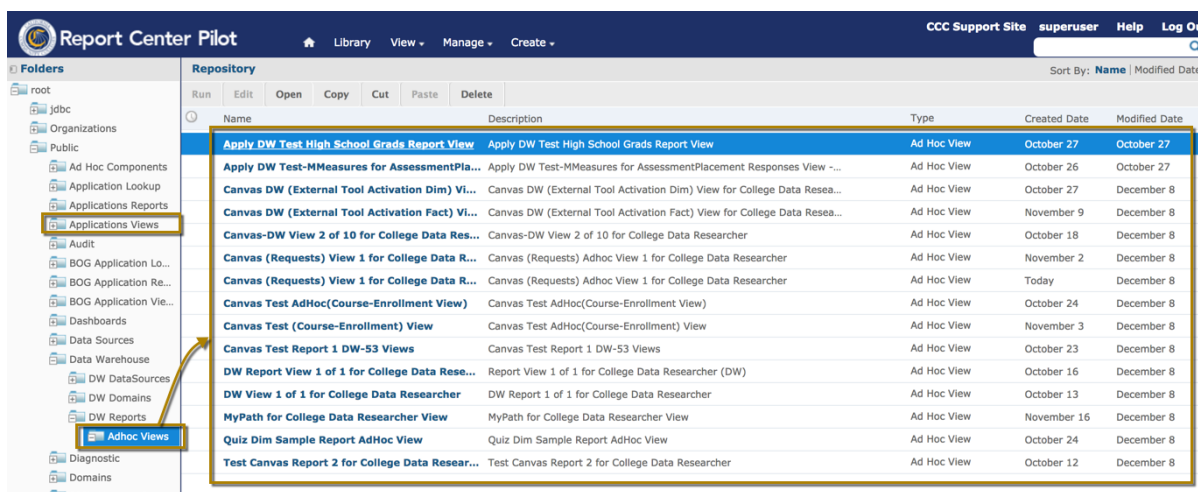 CCC Support Site superuser Help Log Ou
Report Center Pilot
Library View Manage Create
Folders
root
jdbc
Organizations
Public
Ad Hoc Components
Application Lookup
Applications Reports
Applications Views
Audit
BOG Application Lo...
BOG Application Re...
BOG Application Vie...
Dashboards
Data Sources
Data Warehouse
DW DataSources
DW Domains
DW Reports
Adhoc Views
Diagnostic
Domains
Repository Sort By: Name | Modified Date
Run Edit Open Copy Cut Paste Delete
Name Description Type Created Date Modified Date
Apply DW Test High School Grads Report View Apply DW Test High School Grads Report View Ad Hoc View October 27 October 27
Apply DW Test-MMeasures for AssessmentPla... Apply DW Test-MMeasures for AssessmentPlacement Responses View -... Ad Hoc View October 26 October 27
Canvas DW (External Tool Activation Dim) Vi... Canvas DW (External Tool Activation Dim) View for College Data Resea... Ad Hoc View October 27 December 8
Canvas DW (External Tool Activation Fact) Vi... Canvas DW (External Tool Activation Fact) View for College Data Resea... Ad Hoc View November 9 December 8
Canvas-DW View 2 of 10 for College Data Res... Canvas-DW View 2 of 10 for College Data Researcher Ad Hoc View October 18 December 8
Canvas (Requests) View 1 for College Data R... Canvas (Requests) Adhoc View 1 for College Data Researcher Ad Hoc View November 2 December 8
Canvas (Requests) View 1 for College Data R... Canvas (Requests) Adhoc View 1 for College Data Researcher Ad Hoc View Today December 8
Canvas Test AdHoc(Course-Enrollment View) Canvas Test AdHoc(Course-Enrollment View) Ad Hoc View October 24 December 8
Canvas Test (Course-Enrollment) View Canvas Test AdHoc(Course-Enrollment View) Ad Hoc View November 3 December 8
Canvas Test Report 1 DW-53 Views Canvas Test Report 1 DW-53 Views Ad Hoc View October 23 December 8
DW Report View 1 of 1 for College Data Rese... Report View 1 of 1 for College Data Researcher (DW) Ad Hoc View October 16 December 8
DW View 1 of 1 for College Data Researcher DW Report 1 of 1 for College Data Researcher Ad Hoc View October 13 December 8
MyPath for College Data Researcher View MyPath for College Data Researcher View Ad Hoc View November 16 December 8
Quiz Dim Sample Report AdHoc View Quiz Dim Sample Report AdHoc View Ad Hoc View October 24 December 8
Test Canvas Report 2 for College Data Resear... Test Canvas Report 2 for College Data Researcher Ad Hoc View October 12 December 8